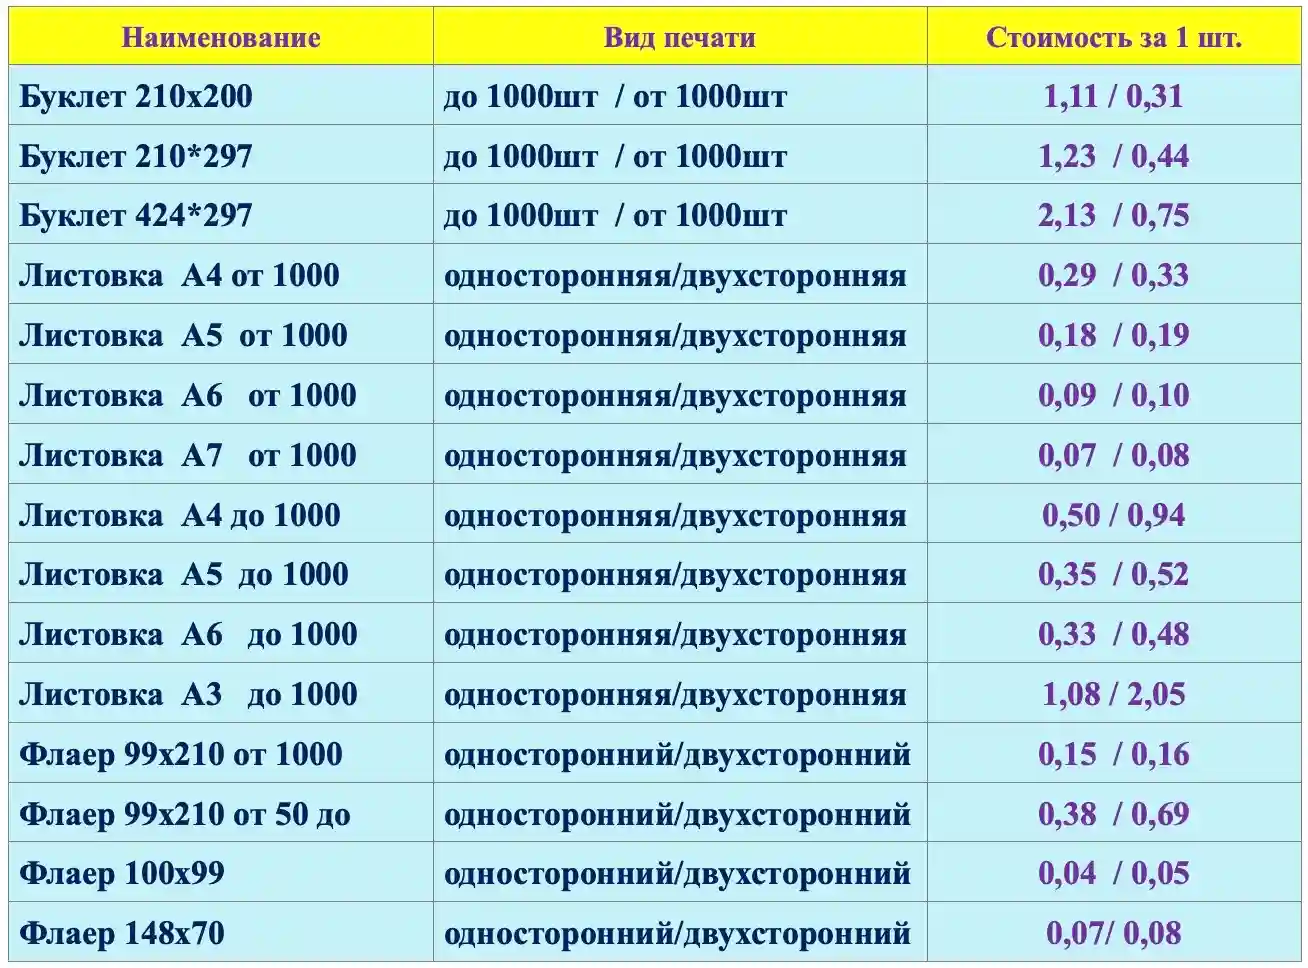 Наименование Вид печати Стоимость за 1 шт.
Буклет 210х200 до 1000шт / от 1000шт 1,11 / 0,31
Буклет 210*297 до 1000шт / от 1000шт 1,23 / 0,44
Буклет 424*297 до 1000шт / от 1000шт 2,13 / 0,75
Листовка А4 от 1000 односторонняя/двухсторонняя 0,29 / 0,33
Листовка А5 от 1000 односторонняя/двухсторонняя 0,18 / 0,19
Листовка А6 от 1000 односторонняя/двухсторонняя 0,09 / 0,10
Листовка А7 от 1000 односторонняя/двухсторонняя 0,07 / 0,08
Листовка А4 до 1000 односторонняя/двухсторонняя 0,50 / 0,94
Листовка А5 до 1000 односторонняя/двухсторонняя 0,35 / 0,52
Листовка А6 до 1000 односторонняя/двухсторонняя 0,33 / 0,48
Листовка А3 до 1000 односторонняя/двухсторонняя 1,08 / 2,05
Флаер 99х210 от 1000 односторонний/двухсторонний 0,15 / 0,16
Флаер 99х210 от 50 до односторонний/двухсторонний 0,38 / 0,69
Флаер 100х99 односторонний/двухсторонний 0,04 / 0,05
Флаер 148х70 односторонний/двухсторонний 0,07/ 0,08